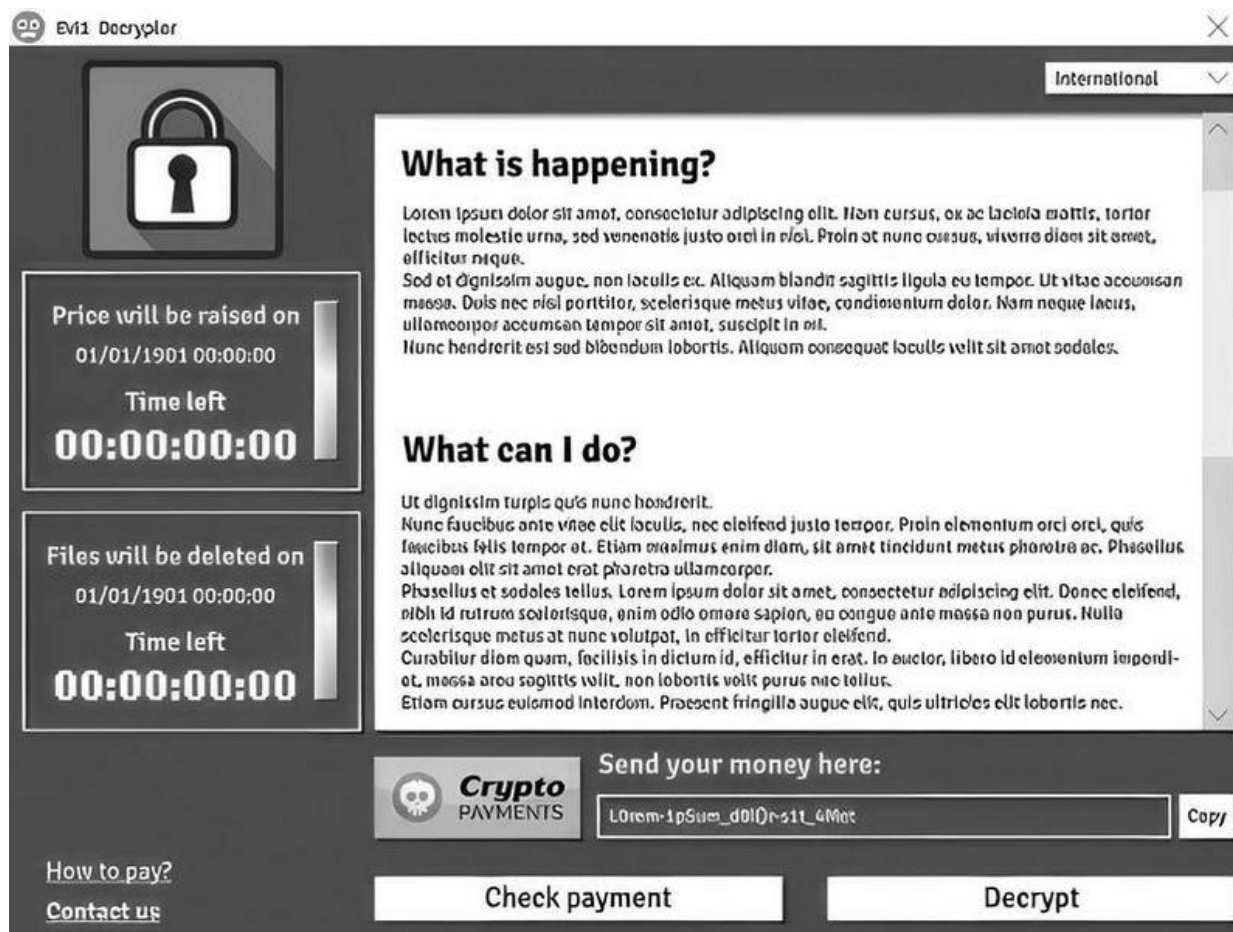 Evi1 Decryplor
International
What is happening?
Lorem ipsum dolor sit amet, consectetur adipiscing elit. Nam cursus, ex ac lacinia mattis, tortor
lectus molestie urna, sed venenatis justo orci in nisl. Proin at nunc cursus, viverra diam sit amet,
efficitur neque.
Sed et dignissim augue, non iaculis ex. Aliquam blandit sagittis ligula eu tempor. Ut vitae accumsan
massa. Duis nec nisl porttitor, scelerisque metus vitae, condimentum dolor. Nam neque lacus,
ullamcorper accumsan tempor sit amet, suscipit in
Nunc hendrerit est sed bibendum lobortis. Aliquam consequat iaculis velit sit amet sodales.
Price will be raised on
01/01/1901 00:00:00
Time left
00:00:00:00
What can I do?
Ut dignissim turpis quis nunc hendrerit.
Nunc faucibus ante vitae elit iaculis, nec eleifend justo tempor. Proin elementum orci orci, quis
faucibus felis tempor at. Etiam maximus enim diam, sit amet tincidunt metus pharetra ac. Phasellus
aliquam elit sit amet erat pharetra ullamcorper.
Phasellus et sodales tellus. Lorem ipsum dolor sit amet, consectetur adipiscing elit. Donec eleifend,
nibh id rutrum scelerisque, enim odio ornare sapien, eu congue ante massa non purus. Nulla
scelerisque metus at nunc volutpat, in efficitur tortor eleifend.
Curabitur diam quam, facilisis in dictum id, efficitur in erat. In auctor, libero id elementum imperdi-
et, massa arcu sagittis velit, non lobortis velit purus nec tellus.
Etiam cursus euismod interdum. Praesent fringilla augue elit, quis ultricies elit lobortis nec.
Files will be deleted on
01/01/1901 00:00:00
Time left
00:00:00:00
Crypto
PAYMENTS
Send your money here:
Copy
How to pay?
Contact us
Check payment
Decrypt